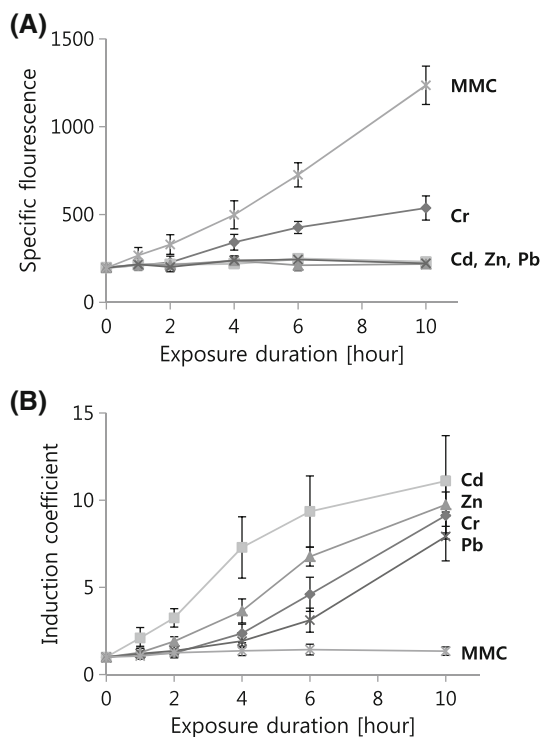 (A)
Specific flourescence
1500
1000
500
0
MMC
Cr
Cd, Zn, Pb
0 2 4 6 8 10
Exposure duration [hour]
(B)
Induction coefficient
15
10
5
0
Cd
Zn
Cr
Pb
MMC
0 2 4 6 8 10
Exposure duration [hour]